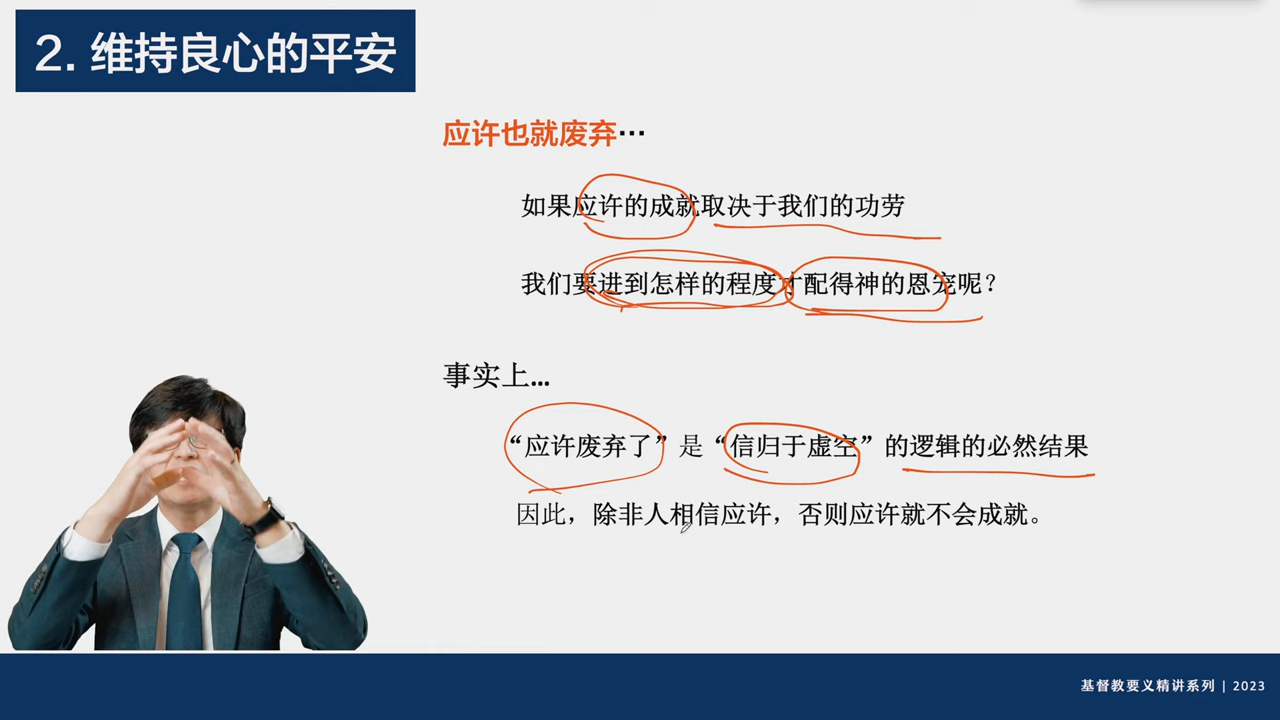 2. 维持良心的平安
应许也就废弃…
如果应许的成就取决于我们的功劳
我们要进到怎样的程度才配得神的恩宠呢？
事实上...
“应许废弃了”是“信归于虚空”的逻辑的必然结果
因此，除非人相信应许，否则应许就不会成就。
基督教要义精讲系列 | 2023